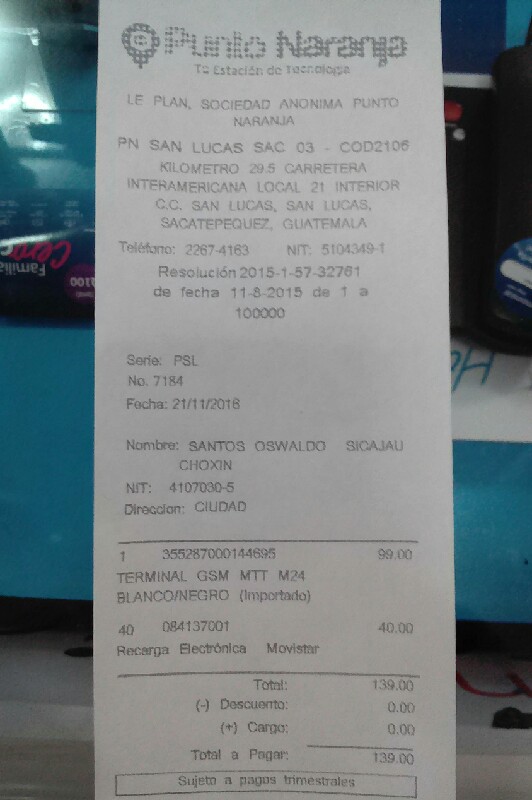 Punto Naranja
Tu Estación de Tecnología
LE PLAN, SOCIEDAD ANONIMA PUNTO
NARANJA
PN SAN LUCAS SAC 03 - COD2106
KILOMETRO 29.5 CARRETERA
INTERAMERICANA LOCAL 21 INTERIOR
C.C. SAN LUCAS, SAN LUCAS,
SACATEPEQUEZ, GUATEMALA
Teléfono: 2267-4163 NIT: 5104349-1
Resolución 2015-1-57-32761
de fecha 11-8-2015 de 1 a
100000
Serie: PSL
No. 7184
Fecha: 21/11/2016
Nombre: SANTOS OSWALDO SICAJAU
CHOXIN
NIT: 4107030-5
Direccion: CIUDAD
1 355287000144695 99.00
TERMINAL GSM MTT M24
BLANCO/NEGRO (Importado)
40 084137001 40.00
Recarga Electrónica Movistar
Total: 139.00
(-) Descuento: 0.00
(+) Cargo: 0.00
Total a Pagar: 139.00
Sujeto a pagos trimestrales
Familia
Cero
Q100